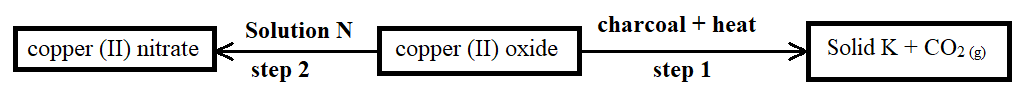 Solution N
charcoal + heat
copper (II) nitrate
copper (II) oxide
Solid K + CO₂ (g)
step 2
step 1